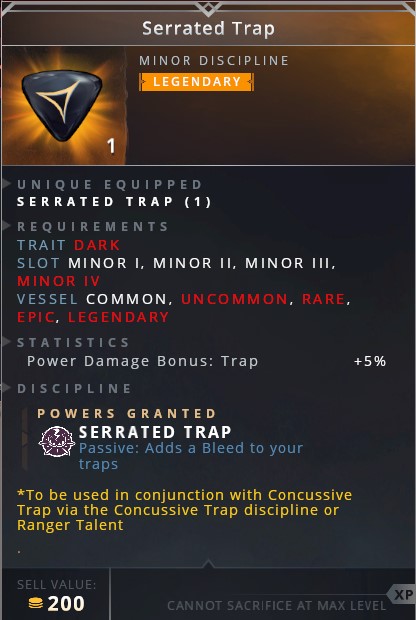 Serrated Trap
MINOR DISCIPLINE
LEGENDARY
1
UNIQUE EQUIPPED
SERRATED TRAP (1)
REQUIREMENTS
TRAIT DARK
SLOT MINOR I, MINOR II, MINOR III,
MINOR IV
VESSEL COMMON, UNCOMMON, RARE,
EPIC, LEGENDARY
STATISTICS
Power Damage Bonus: Trap +5%
DISCIPLINE
POWERS GRANTED
SERRATED TRAP
Passive: Adds a Bleed to your
traps
*To be used in conjunction with Concussive
Trap via the Concussive Trap discipline or
Ranger Talent
.
SELL VALUE:
200
XP
CANNOT SACRIFICE AT MAX LEVEL